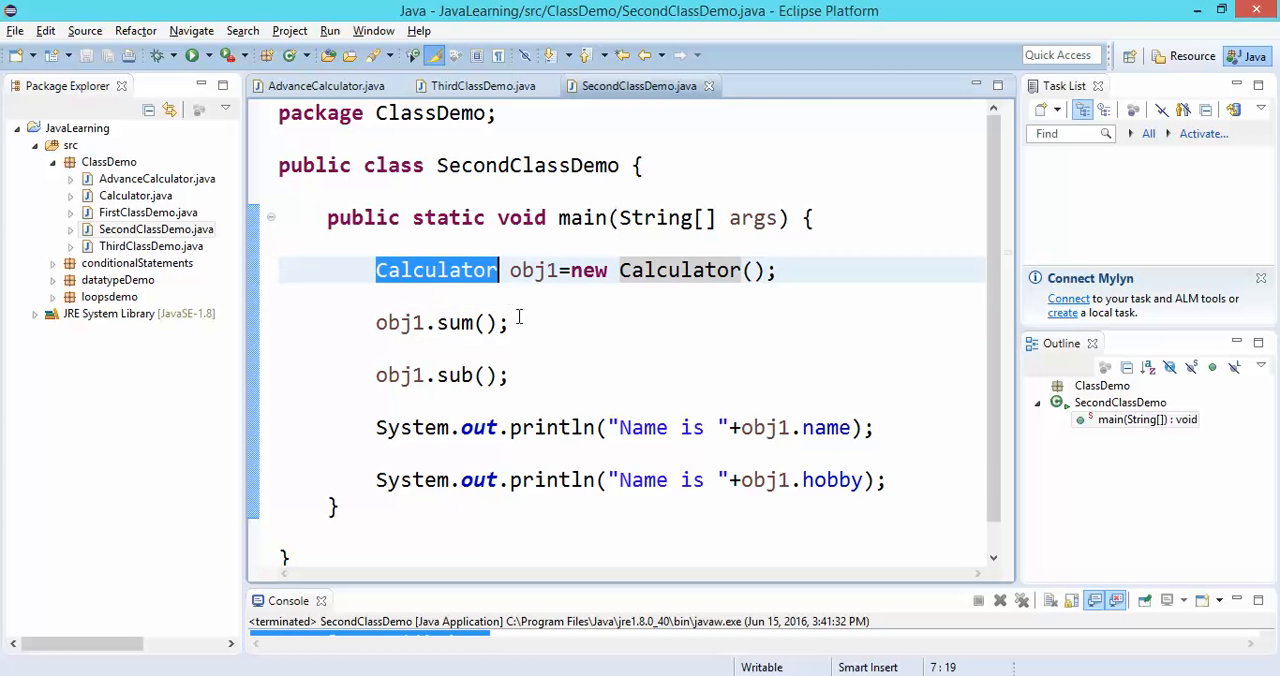 Java - JavaLearning/src/ClassDemo/SecondClassDemo.java - Eclipse Platform
File Edit Source Refactor Navigate Search Project Run Window Help
Quick Access
Resource
Java
Package Explorer
JavaLearning
src
ClassDemo
AdvanceCalculator.java
Calculator.java
FirstClassDemo.java
SecondClassDemo.java
ThirdClassDemo.java
conditionalStatements
datatypeDemo
loopsdemo
JRE System Library [JavaSE-1.8]
AdvanceCalculator.java ThirdClassDemo.java SecondClassDemo.java
package ClassDemo;
public class SecondClassDemo {
public static void main(String[] args) {
Calculator obj1=new Calculator();
obj1.sum();
obj1.sub();
System.out.println("Name is "+obj1.name);
System.out.println("Name is "+obj1.hobby);
}
}
Task List
Find All Activate...
Connect Mylyn
Connect to your task and ALM tools or
create a local task.
Outline
ClassDemo
SecondClassDemo
main(String[]) : void
Console
<terminated> SecondClassDemo [Java Application] C:\Program Files\Java\jre1.8.0_40\bin\javaw.exe (Jun 15, 2016, 3:41:32 PM)
Writable Smart Insert 7 : 19